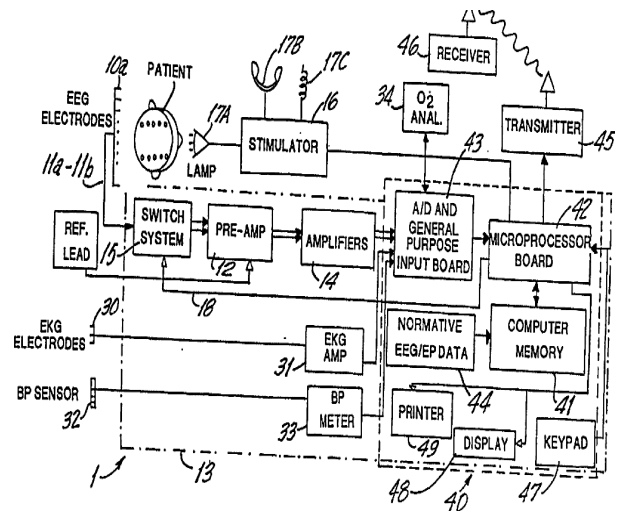 10a
PATIENT
EEG
ELECTRODES
11a-11b
17A
LAMP
17B
17C
16
STIMULATOR
46
RECEIVER
34
O2
ANAL.
43
TRANSMITTER
45
REF.
LEAD
15
SWITCH
SYSTEM
PRE-AMP
12
AMPLIFIERS
14
A/D AND
GENERAL
PURPOSE
INPUT BOARD
42
MICROPROCESSOR
BOARD
18
30
EKG
ELECTRODES
EKG
AMP
31
NORMATIVE
EEG/EP DATA
44
COMPUTER
MEMORY
41
BP SENSOR
32
BP
METER
33
PRINTER
49
DISPLAY
48
KEYPAD
47
1
13
40